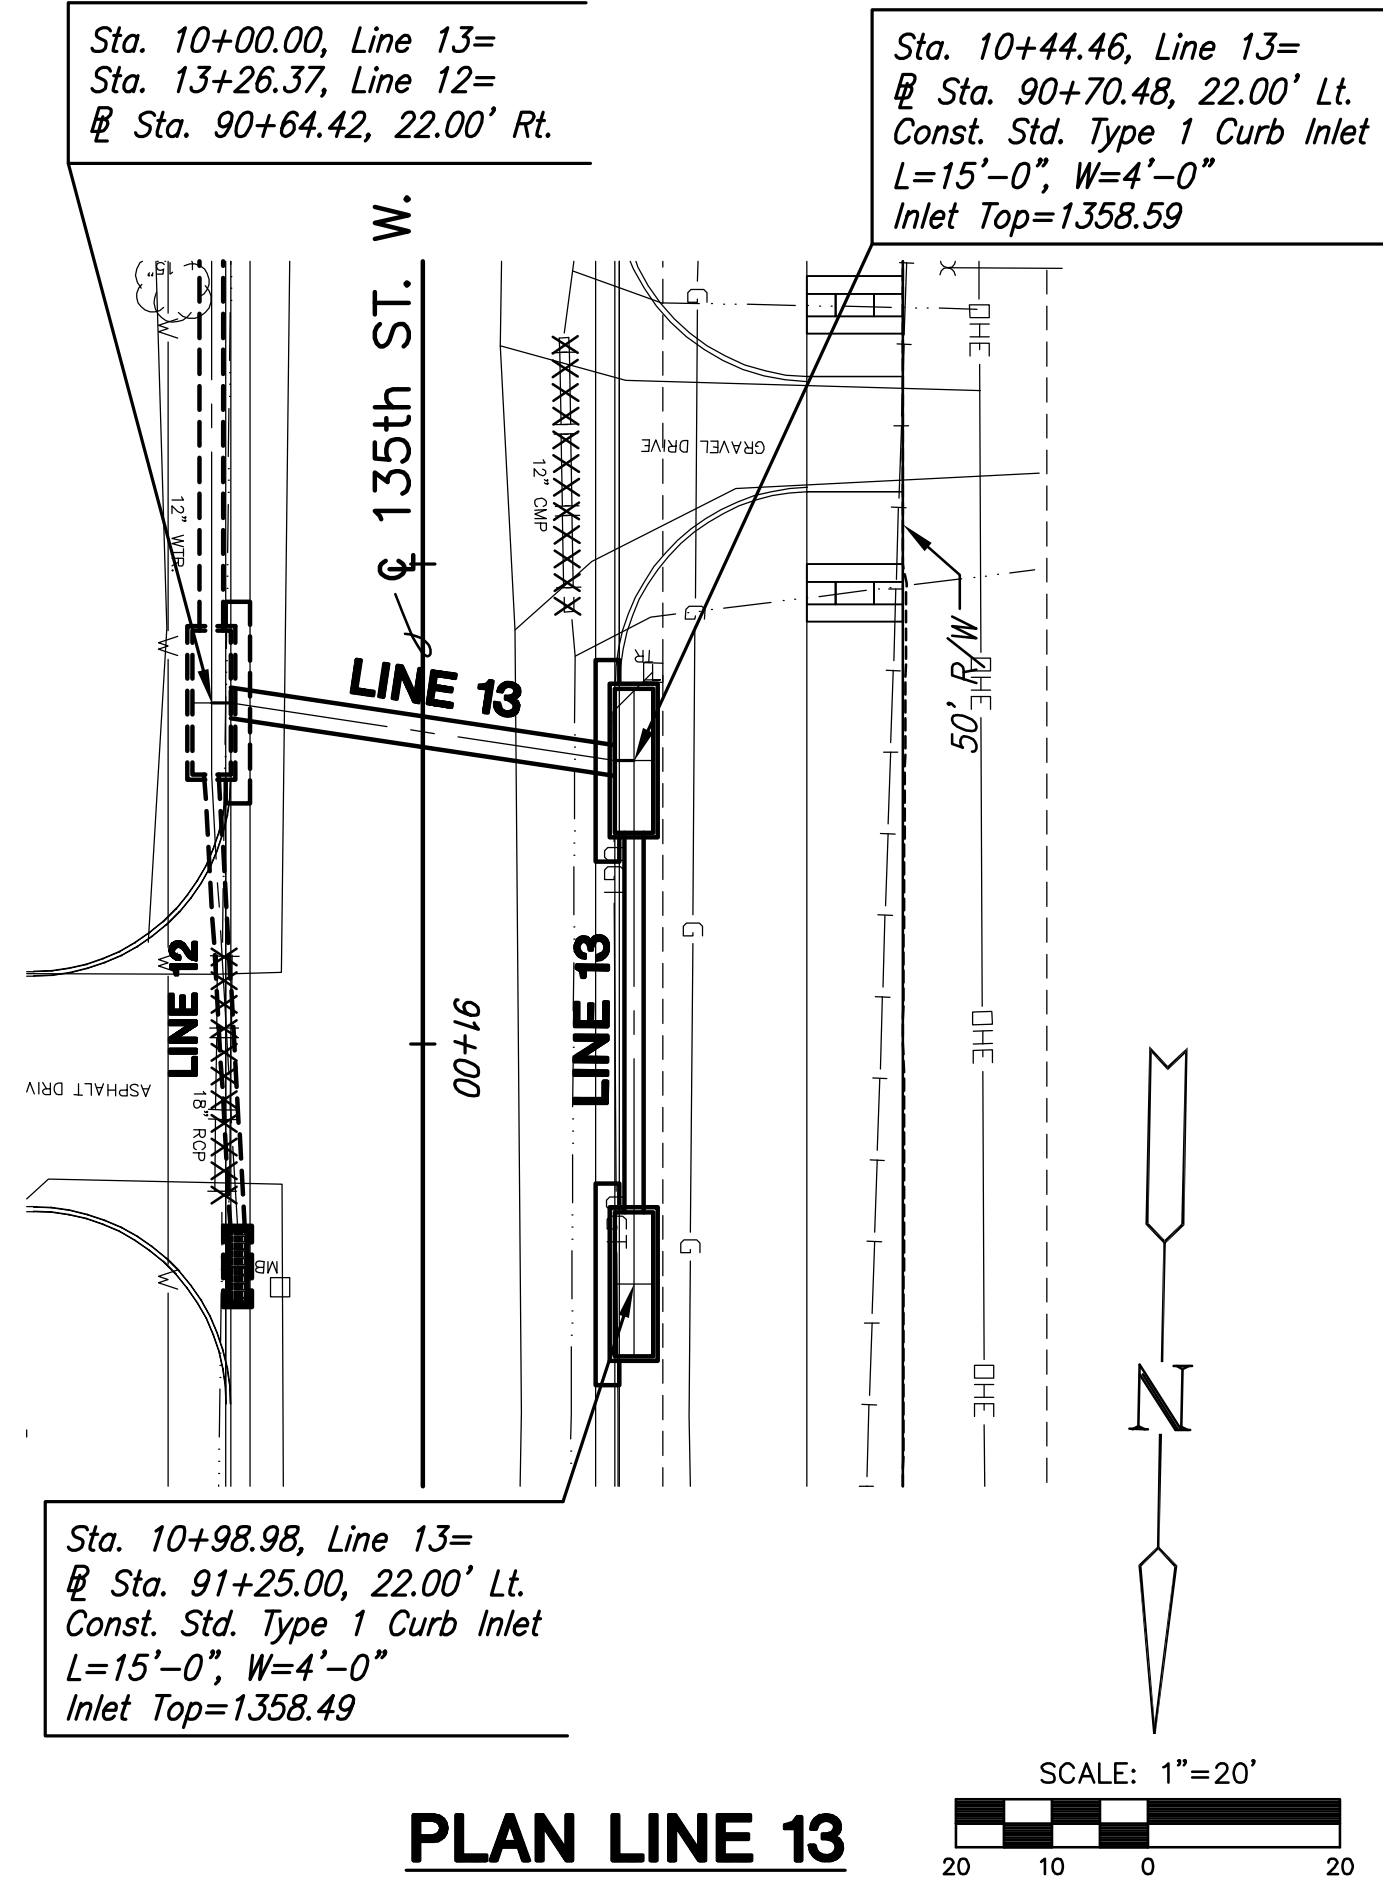 Sta. 10+00.00, Line 13=
Sta. 13+26.37, Line 12=
℄ Sta. 90+64.42, 22.00' Rt.
Sta. 10+44.46, Line 13=
℄ Sta. 90+70.48, 22.00' Lt.
Const. Std. Type 1 Curb Inlet
L=15'-0", W=4'-0"
Inlet Top=1358.59
℄ 135th ST. W.
15"
W
G
OHE
GRAVEL DRIVE
12" CMP
12" WTR.
W
G
50' R/W
OHE
TR
LINE 13
LINE 12
LINE 13
91+00
W
G
OHE
ASPHALT DRIV
18" RCP
MB
W
G
OHE
N
Sta. 10+98.98, Line 13=
℄ Sta. 91+25.00, 22.00' Lt.
Const. Std. Type 1 Curb Inlet
L=15'-0", W=4'-0"
Inlet Top=1358.49
SCALE: 1"=20'
20 10 0 20
PLAN LINE 13